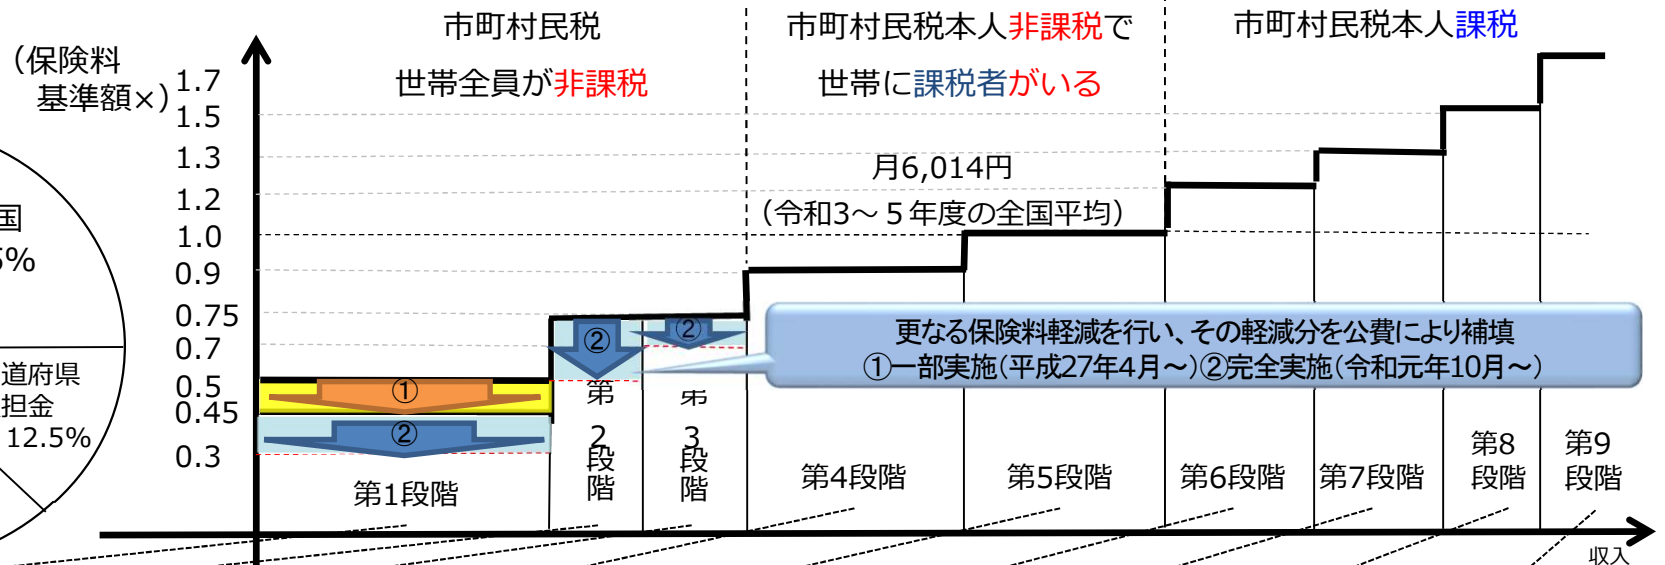 市町村民税
世帯全員が非課税
市町村民税本人非課税で
世帯に課税者がいる
市町村民税本人課税
（保険料
基準額×）
1.7
1.5
1.3
1.2
1.0
0.9
0.75
0.7
0.5
0.45
0.3
国
5%
道府県
担金
12.5%
月6,014円
（令和3～５年度の全国平均）
更なる保険料軽減を行い、その軽減分を公費により補填
①一部実施(平成27年4月～)②完全実施(令和元年10月～)
①
②
②
②
第1段階
第2段階
第3段階
第4段階
第5段階
第6段階
第7段階
第8
段階
第9
段階
収入